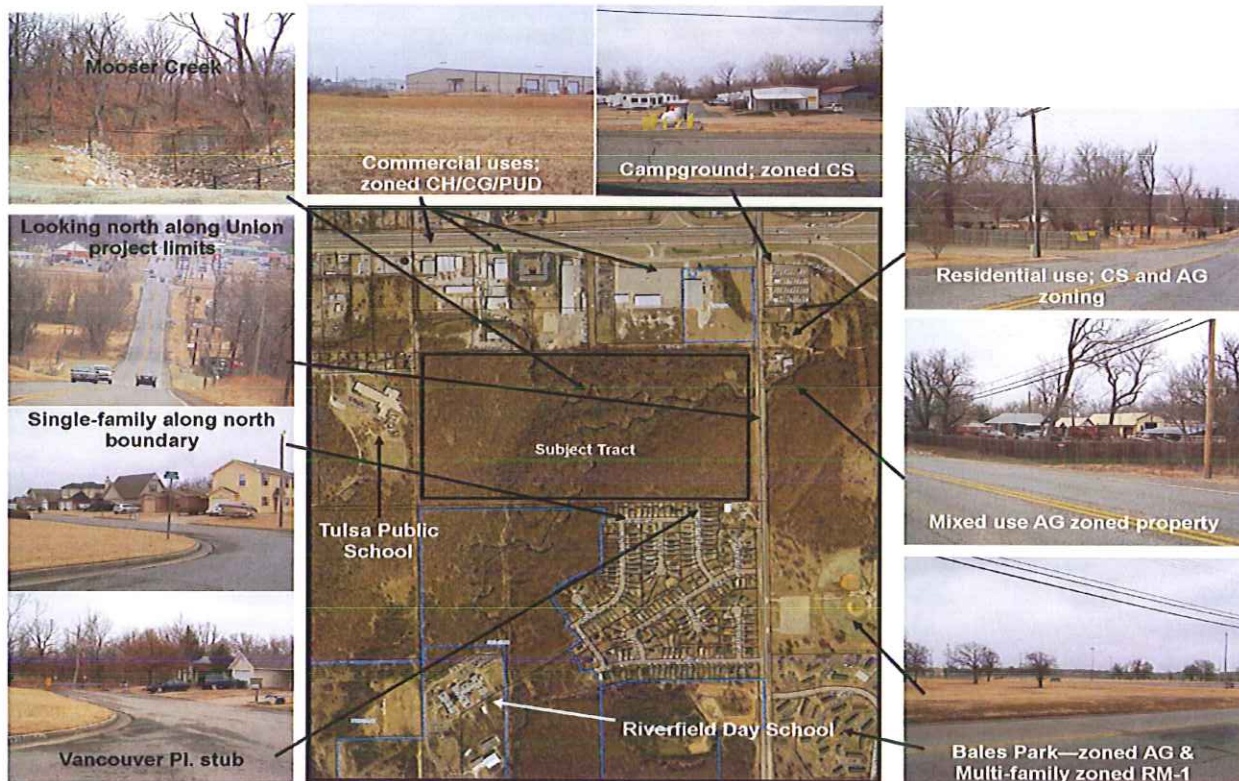 Mooser Creek
Commercial uses;
zoned CH/CG/PUD
Campground; zoned CS
Looking north along Union
project limits
Residential use; CS and AG
zoning
Single-family along north
boundary
Subject Tract
Tulsa Public
School
Mixed use AG zoned property
Vancouver Pl. stub
Riverfield Day School
Bales Park—zoned AG &
Multi-family zoned RM-1